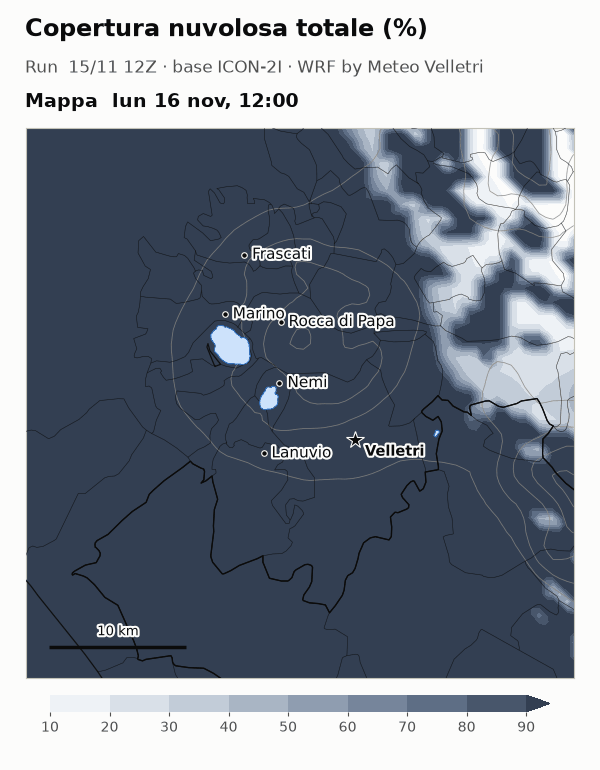 Copertura nuvolosa totale (%)
Run  15/11 12Z · base ICON-2I · WRF by Meteo Velletri
Mappa  lun 16 nov, 12:00
Frascati
Marino
Rocca di Papa
Nemi
Velletri
Lanuvio
10 km
10 20 30 40 50 60 70 80 90